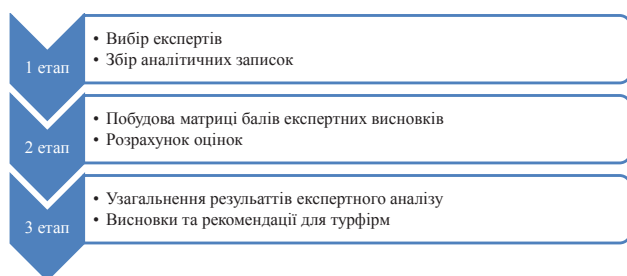 1 етап
• Вибір експертів
• Збір аналітичних записок
2 етап
• Побудова матриці балів експертних висновків
• Розрахунок оцінок
3 етап
• Узагальнення резульаттів експертного аналізу
• Висновки та рекомендації для турфірм